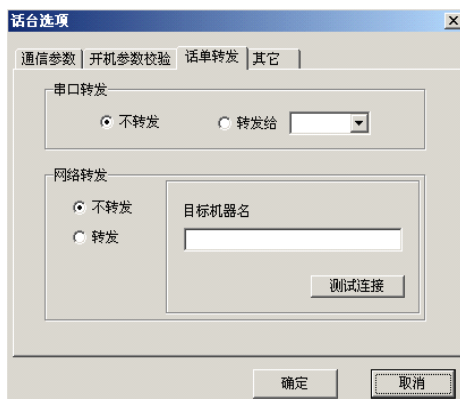 话台选项
通信参数 开机参数校验 话单转发 其它
串口转发
不转发 转发给
网络转发
不转发
转发
目标机器名
测试连接
确定 取消